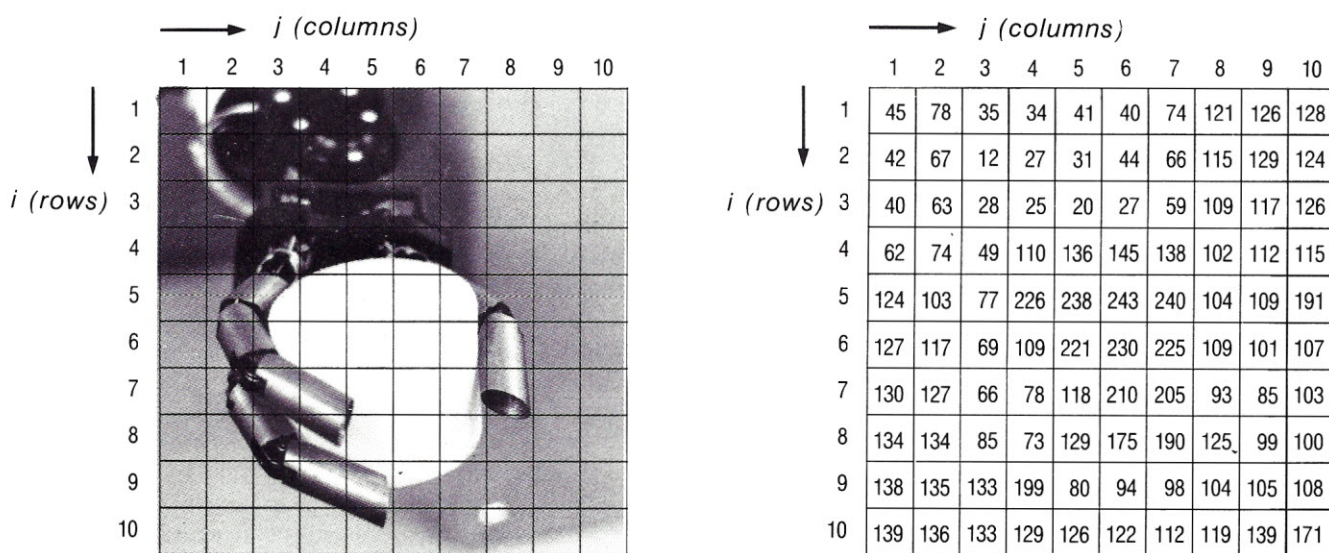 j (columns)
1 2 3 4 5 6 7 8 9 10
i (rows)
1
2
3
4
5
6
7
8
9
10
j (columns)
1 2 3 4 5 6 7 8 9 10
i (rows)
1 45 78 35 34 41 40 74 121 126 128
2 42 67 12 27 31 44 66 115 129 124
3 40 63 28 25 20 27 59 109 117 126
4 62 74 49 110 136 145 138 102 112 115
5 124 103 77 226 238 243 240 104 109 191
6 127 117 69 109 221 230 225 109 101 107
7 130 127 66 78 118 210 205 93 85 103
8 134 134 85 73 129 175 190 125 99 100
9 138 135 133 199 80 94 98 104 105 108
10 139 136 133 129 126 122 112 119 139 171